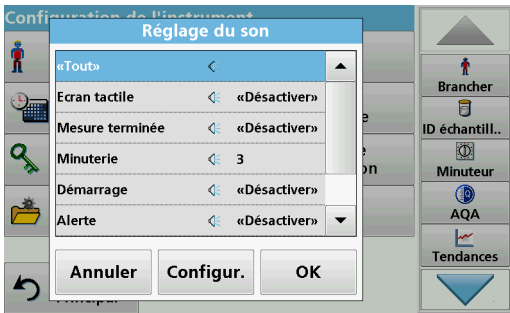 Configuration de l'instrument
Réglage du son
«Tout»
Ecran tactile «Désactiver»
Mesure terminée «Désactiver»
Minuterie 3
Démarrage «Désactiver»
Alerte «Désactiver»
Annuler Configur. OK
Principal
Brancher
ID échantill..
Minuteur
AQA
Tendances